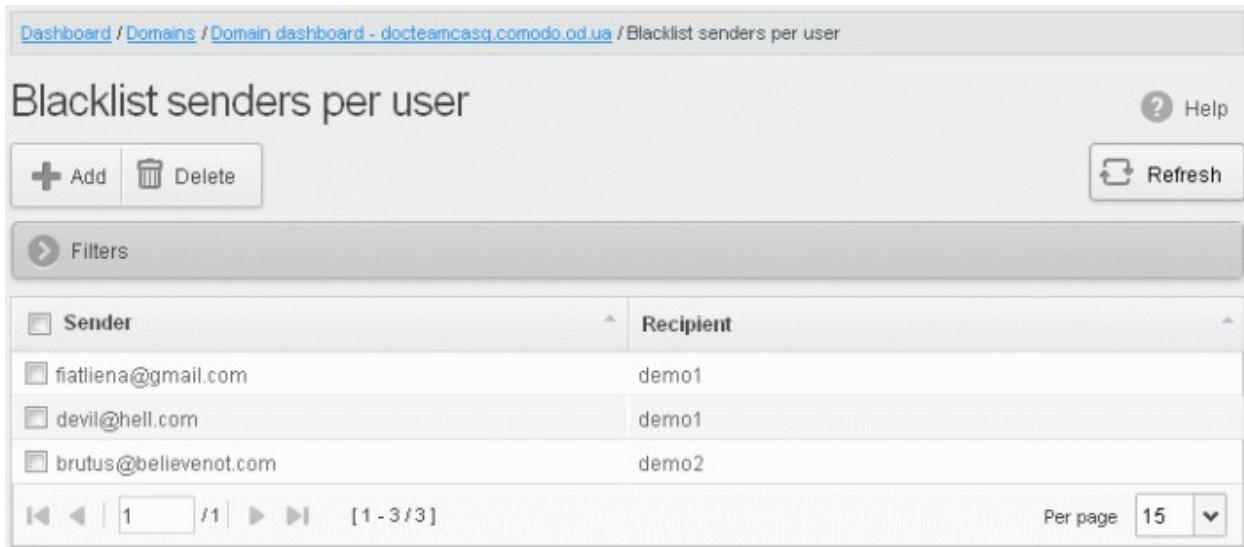 Dashboard / Domains / Domain dashboard - docteamcasg.comodo.od.ua / Blacklist senders per user
Blacklist senders per user
Help
Add Delete
Refresh
Filters
Sender Recipient
fiatliena@gmail.com demo1
devil@hell.com demo1
brutus@believenot.com demo2
1 /1 [ 1 - 3 / 3 ] Per page 15